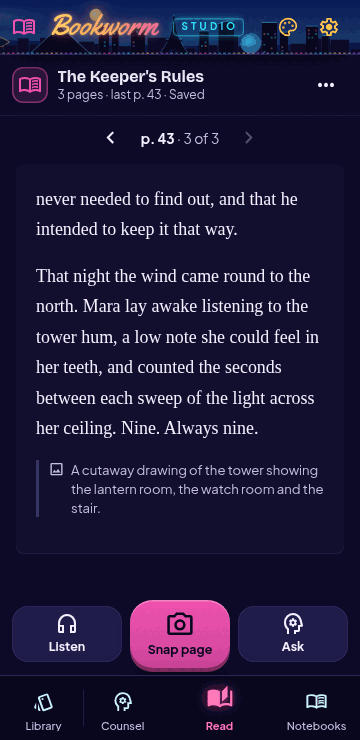 Bookworm STUDIO
The Keeper's Rules
3 pages · last p. 43 · Saved
p. 43 · 3 of 3
never needed to find out, and that he
intended to keep it that way.
That night the wind came round to the
north. Mara lay awake listening to the
tower hum, a low note she could feel in
her teeth, and counted the seconds
between each sweep of the light across
her ceiling. Nine. Always nine.
A cutaway drawing of the tower showing
the lantern room, the watch room and the
stair.
Listen
Snap page
Ask
Library
Counsel
Read
Notebooks